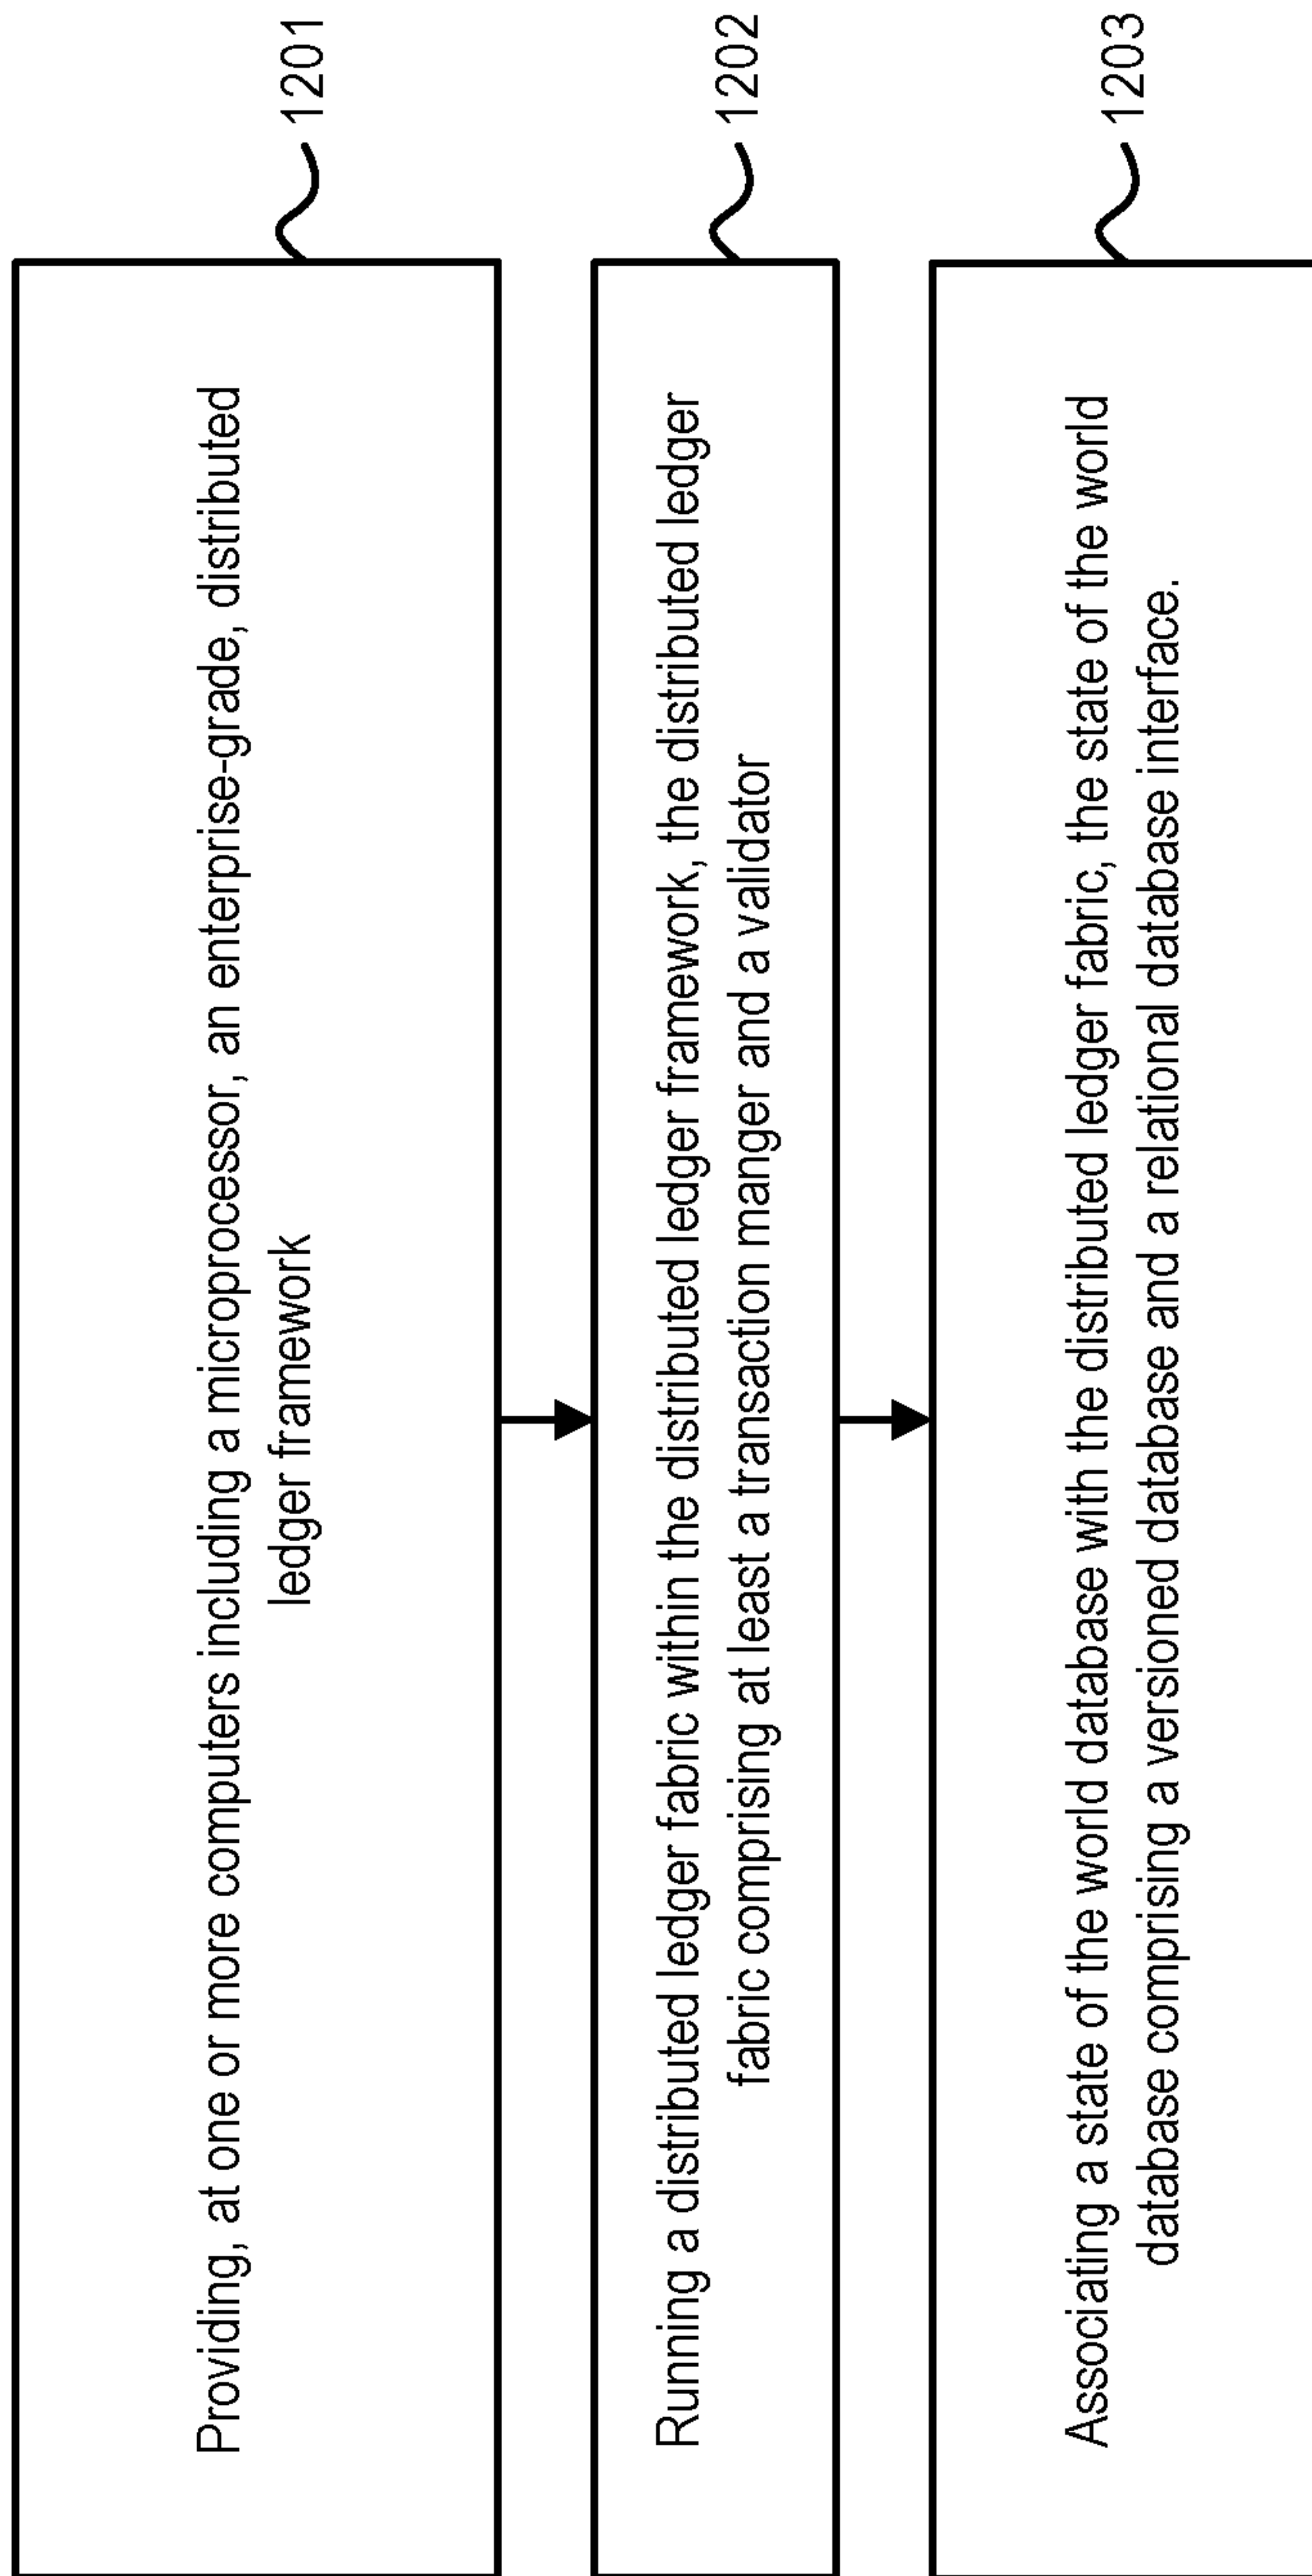 Providing, at one or more computers including a microprocessor, an enterprise-grade, distributed
ledger framework
1201
Running a distributed ledger fabric within the distributed ledger framework, the distributed ledger
fabric comprising at least a transaction manger and a validator
1202
Associating a state of the world database with the distributed ledger fabric, the state of the world
database comprising a versioned database and a relational database interface.
1203